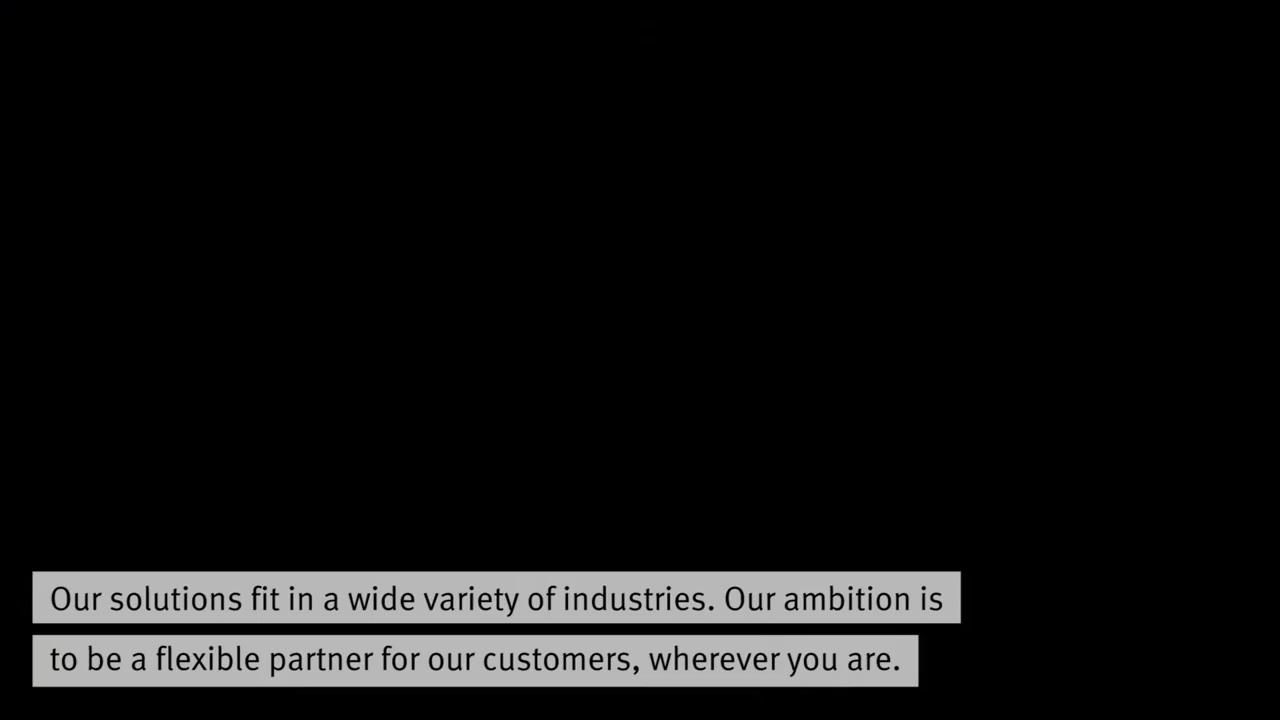 Our solutions fit in a wide variety of industries. Our ambition is
to be a flexible partner for our customers, wherever you are.